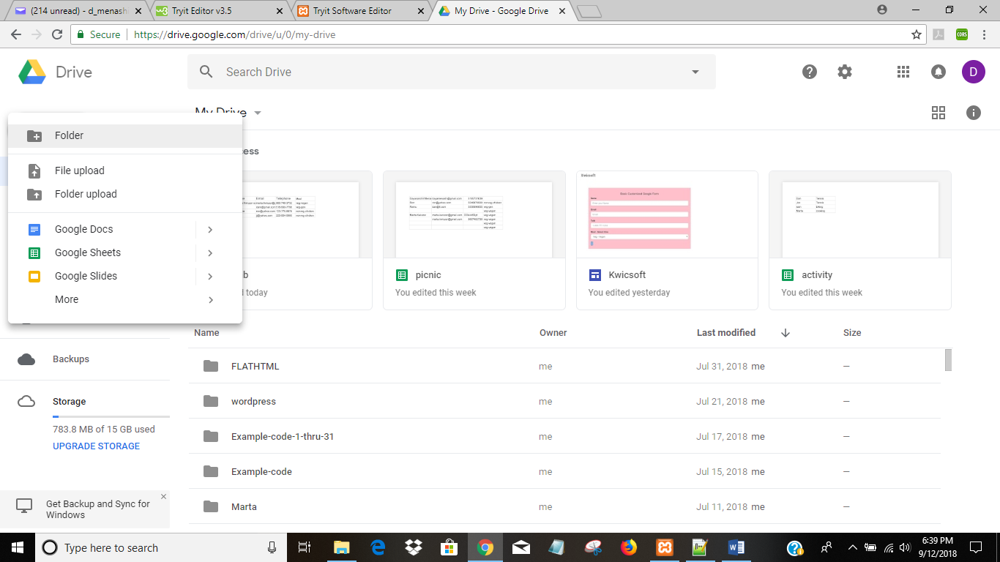 (214 unread) - d_menash
Tryit Editor v3.5
Tryit Software Editor
My Drive - Google Drive
Secure
https://drive.google.com/drive/u/0/my-drive
CORS
Drive
Search Drive
D
My Drive
Folder
File upload
Folder upload
Google Docs
Google Sheets
Google Slides
More
picnic
You edited this week
Kwicsoft
Kwicsoft
You edited yesterday
activity
You edited this week
today
Name
Owner
Last modified
Size
FLATHTML
me
Jul 31, 2018 me
—
wordpress
me
Jul 21, 2018 me
—
Example-code-1-thru-31
me
Jul 17, 2018 me
—
Example-code
me
Jul 15, 2018 me
—
Marta
me
Jul 11, 2018 me
—
Backups
Storage
783.8 MB of 15 GB used
UPGRADE STORAGE
Get Backup and Sync for
Windows
Type here to search
6:39 PM
9/12/2018